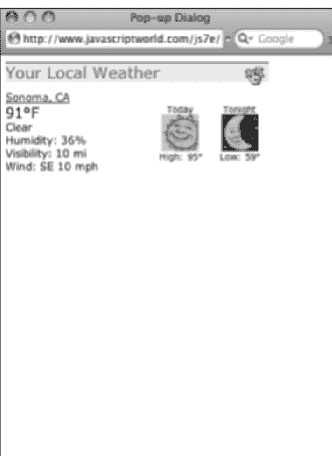 Pop-up Dialog
http://www.javascriptworld.com/js7e/
Google
Your Local Weather
Sonoma, CA
91°F
Clear
Humidity: 36%
Visibility: 10 mi
Wind: SE 10 mph
Today
High: 95°
Tonight
Low: 59°